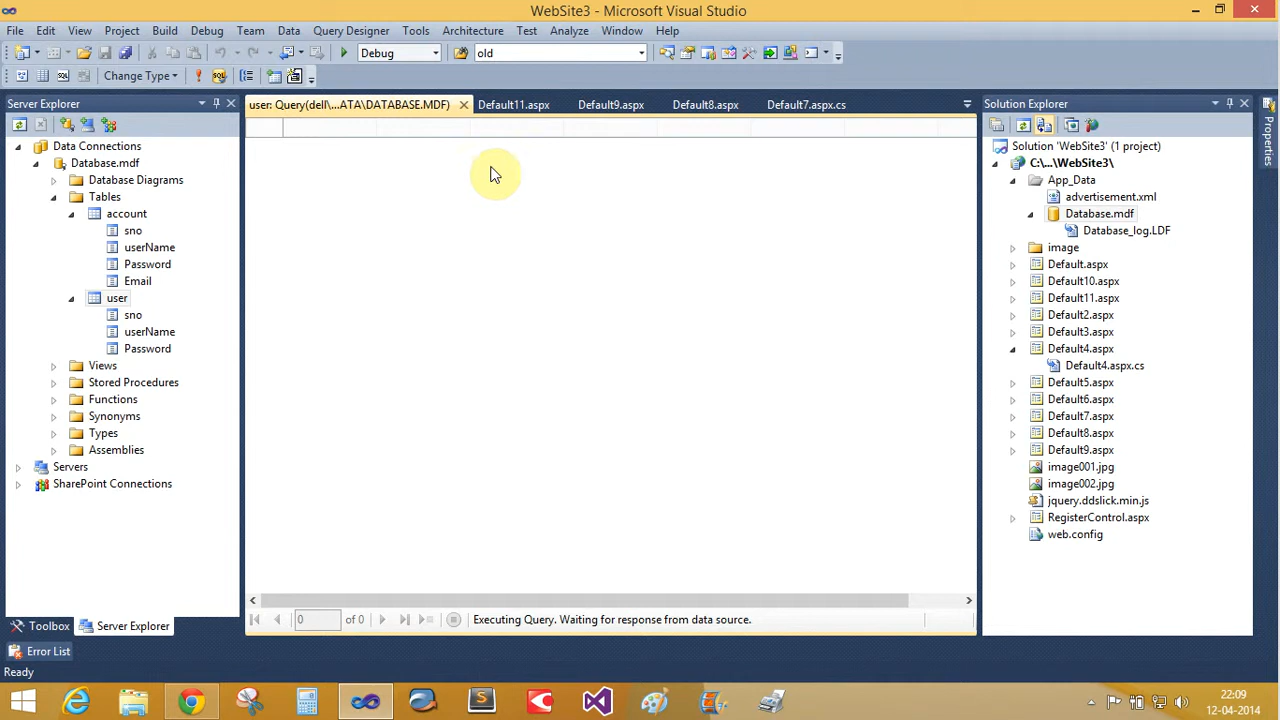 WebSite3 - Microsoft Visual Studio
File Edit View Project Build Debug Team Data Query Designer Tools Architecture Test Analyze Window Help
Debug old
Change Type
Server Explorer
Data Connections
Database.mdf
Database Diagrams
Tables
account
sno
userName
Password
Email
user
sno
userName
Password
Views
Stored Procedures
Functions
Synonyms
Types
Assemblies
Servers
SharePoint Connections
Toolbox Server Explorer
user: Query(dell\...ATA\DATABASE.MDF) Default11.aspx Default9.aspx Default8.aspx Default7.aspx.cs
0 of 0 Executing Query. Waiting for response from data source.
Solution Explorer
Solution 'WebSite3' (1 project)
C:\...\WebSite3\
App_Data
advertisement.xml
Database.mdf
Database_log.LDF
image
Default.aspx
Default10.aspx
Default11.aspx
Default2.aspx
Default3.aspx
Default4.aspx
Default4.aspx.cs
Default5.aspx
Default6.aspx
Default7.aspx
Default8.aspx
Default9.aspx
image001.jpg
image002.jpg
jquery.ddslick.min.js
RegisterControl.aspx
web.config
Properties
Error List
Ready
22:09
12-04-2014